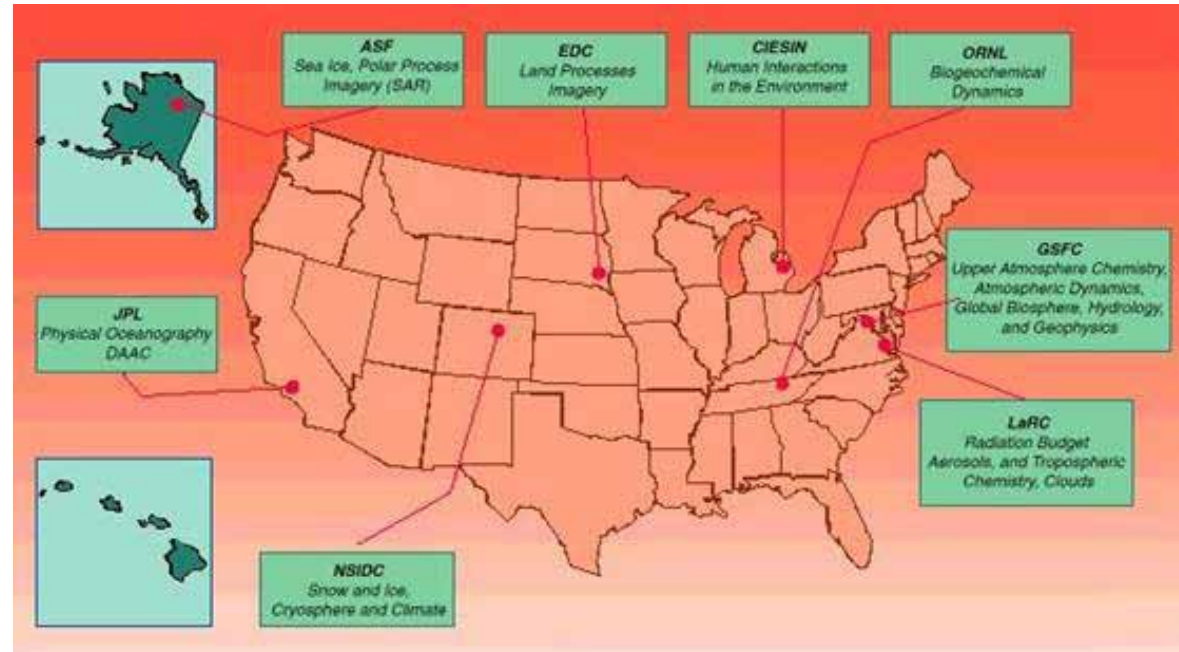 ASF
Sea Ice, Polar Process
Imagery (SAR)
EDC
Land Processes
Imagery
CIESIN
Human Interactions
in the Environment
ORNL
Biogeochemical
Dynamics
GSFC
Upper Atmosphere Chemistry,
Atmospheric Dynamics,
Global Biosphere, Hydrology,
and Geophysics
JPL
Physical Oceanography
DAAC
LaRC
Radiation Budget
Aerosols, and Tropospheric
Chemistry, Clouds
NSIDC
Snow and Ice,
Cryosphere and Climate